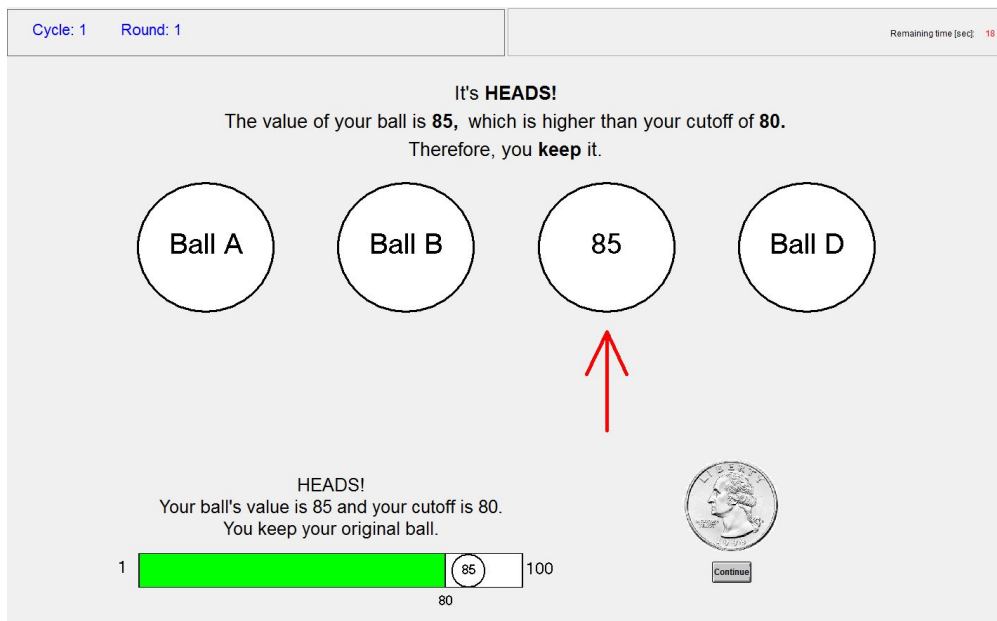 Cycle: 1 Round: 1
Remaining time [sec]: 18
It's HEADS!
The value of your ball is 85, which is higher than your cutoff of 80.
Therefore, you keep it.
Ball A Ball B 85 Ball D
HEADS!
Your ball's value is 85 and your cutoff is 80.
You keep your original ball.
1 85 100
80
LIBERTY
Continue